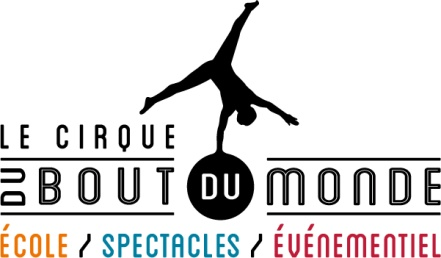 LE CIRQUE
DU BOUT DU MONDE
ÉCOLE / SPECTACLES / ÉVÉNEMENTIEL